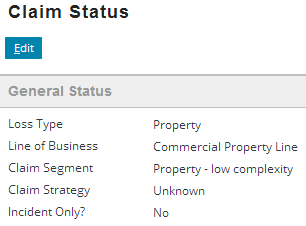 Claim Status
Edit
General Status
Loss Type Property
Line of Business Commercial Property Line
Claim Segment Property - low complexity
Claim Strategy Unknown
Incident Only? No